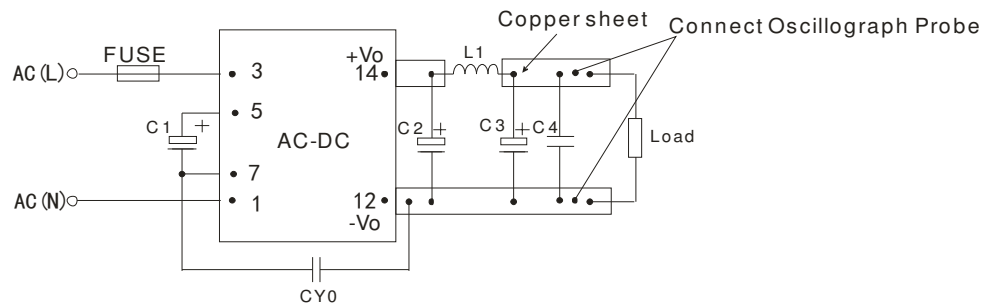 Copper sheet
Connect Oscillograph Probe
FUSE
+Vo
L1
AC(L)
3
14
5
C1
+
AC-DC
C2
+
C3
+
C4
Load
7
AC(N)
1
12
-Vo
CY0